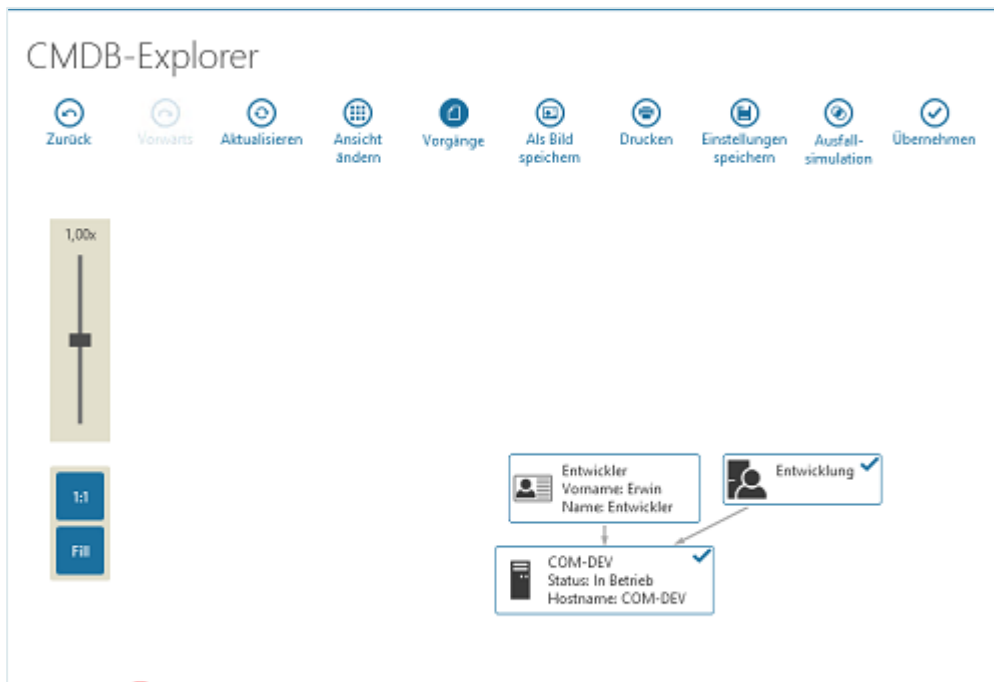 CMDB-Explorer
Zurück
Vorwärts
Aktualisieren
Ansicht
ändern
Vorgänge
Als Bild
speichern
Drucken
Einstellungen
speichern
Ausfall-
simulation
Übernehmen
1,00x
1:1
Fill
Entwickler
Vorname: Erwin
Name: Entwickler
Entwicklung
COM-DEV
Status: In Betrieb
Hostname: COM-DEV